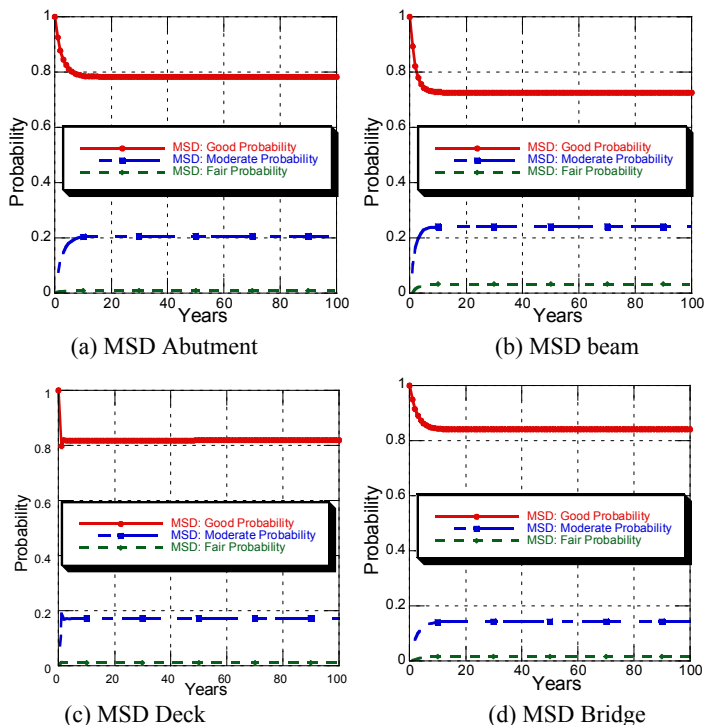 1
0.8
0.6
0.4
0.2
0
Probability
MSD: Good Probability
MSD: Moderate Probability
MSD: Fair Probability
0 20 40 60 80 100
Years
(a) MSD Abutment
1
0.8
0.6
0.4
0.2
0
Probability
MSD: Good Probability
MSD: Moderate Probability
MSD: Fair Probability
0 20 40 60 80 100
Years
(b) MSD beam
1
0.8
0.6
0.4
0.2
0
Probability
MSD: Good Probability
MSD: Moderate Probability
MSD: Fair Probability
0 20 40 60 80 100
Years
(c) MSD Deck
1
0.8
0.6
0.4
0.2
0
Probability
MSD: Good Probability
MSD: Moderate Probability
MSD: Fair Probability
0 20 40 60 80 100
Years
(d) MSD Bridge